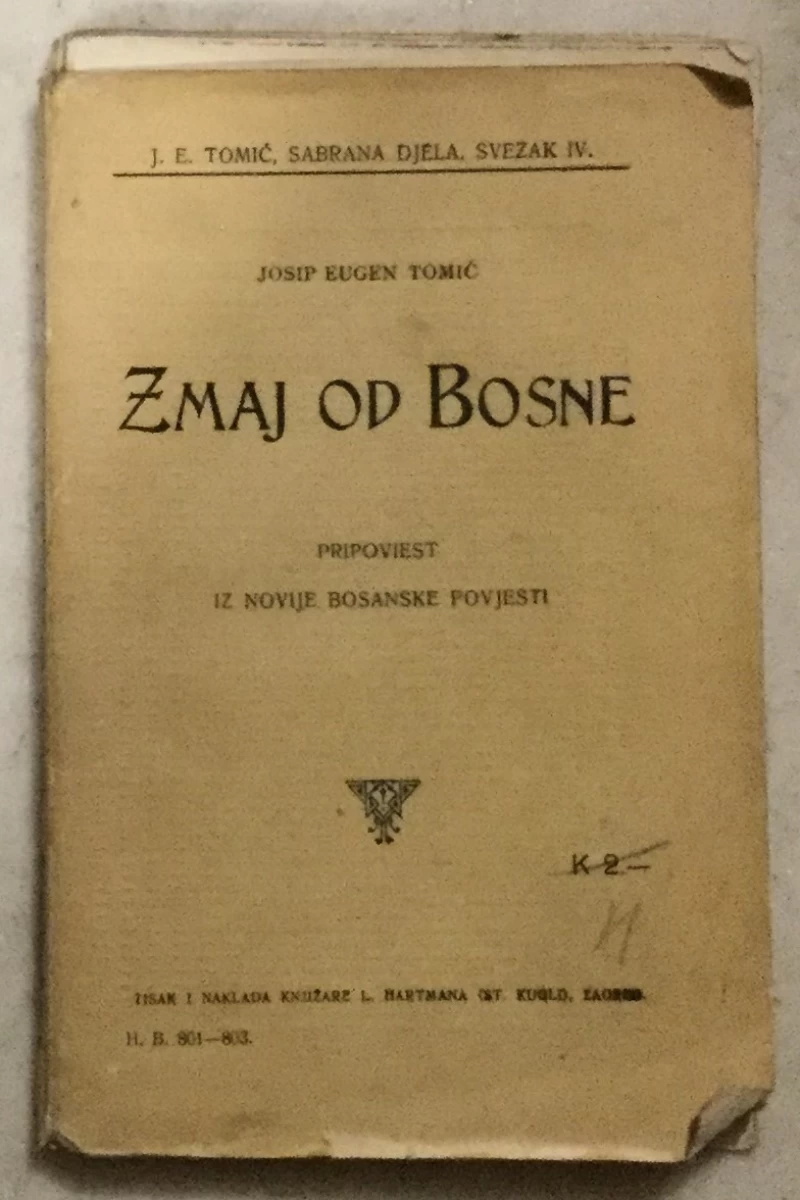 J. E. TOMIĆ, SABRANA DJELA. SVEZAK IV.
JOSIP EUGEN TOMIĆ
ZMAJ OD BOSNE
PRIPOVIEST
IZ NOVIJE BOSANSKE POVJESTI
K 2.—
TISAK I NAKLADA KNJIŽARE L. HARTMANA (ST. KUGLI), ZAGREB.
H. B. 801—803.